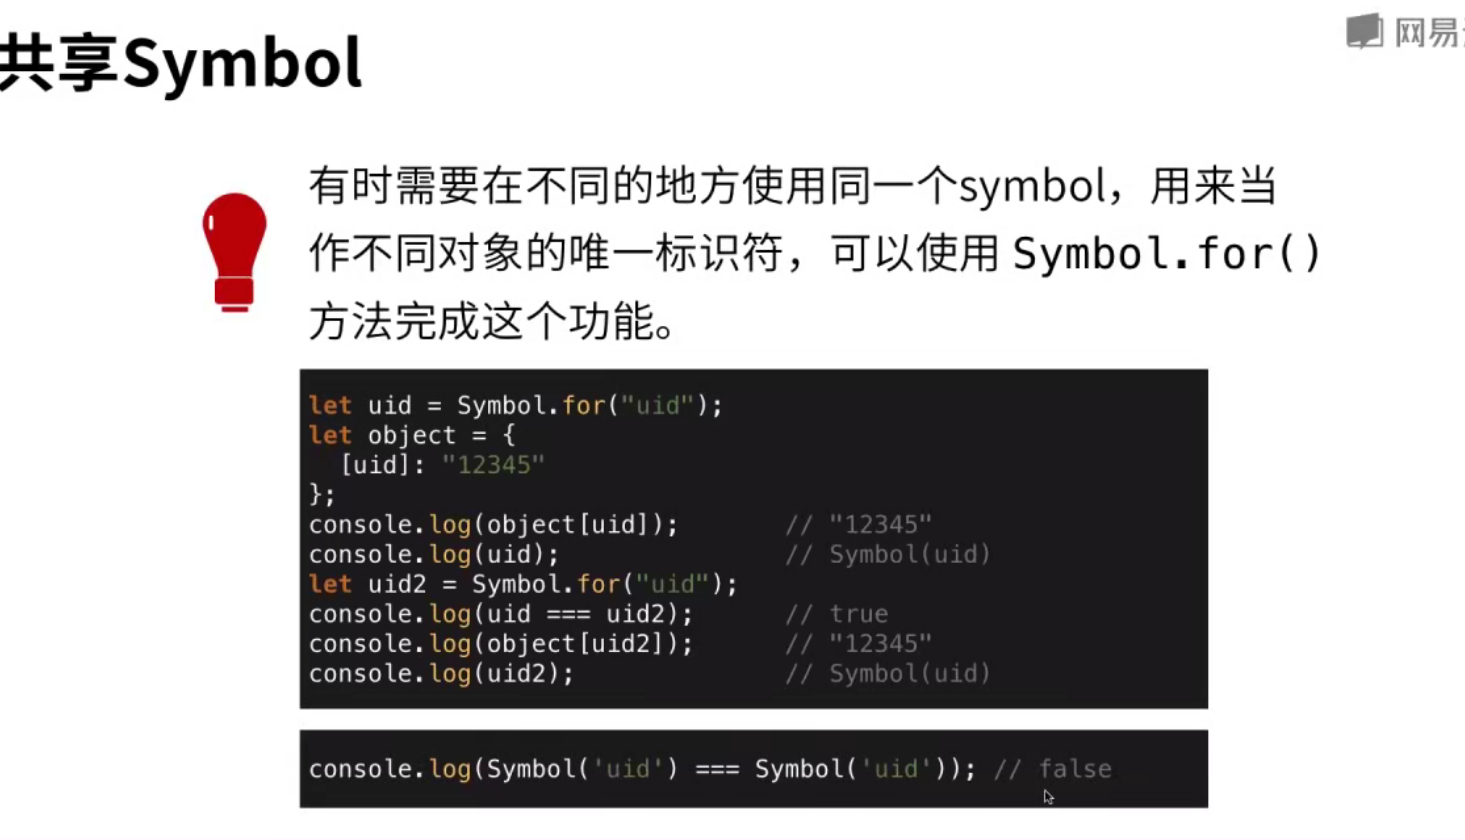 网易
共享Symbol
有时需要在不同的地方使用同一个symbol，用来当
作不同对象的唯一标识符，可以使用 Symbol.for()
方法完成这个功能。
let uid = Symbol.for("uid");
let object = {
  [uid]: "12345"
};
console.log(object[uid]);       // "12345"
console.log(uid);               // Symbol(uid)
let uid2 = Symbol.for("uid");
console.log(uid === uid2);      // true
console.log(object[uid2]);      // "12345"
console.log(uid2);              // Symbol(uid)
console.log(Symbol('uid') === Symbol('uid')); // false